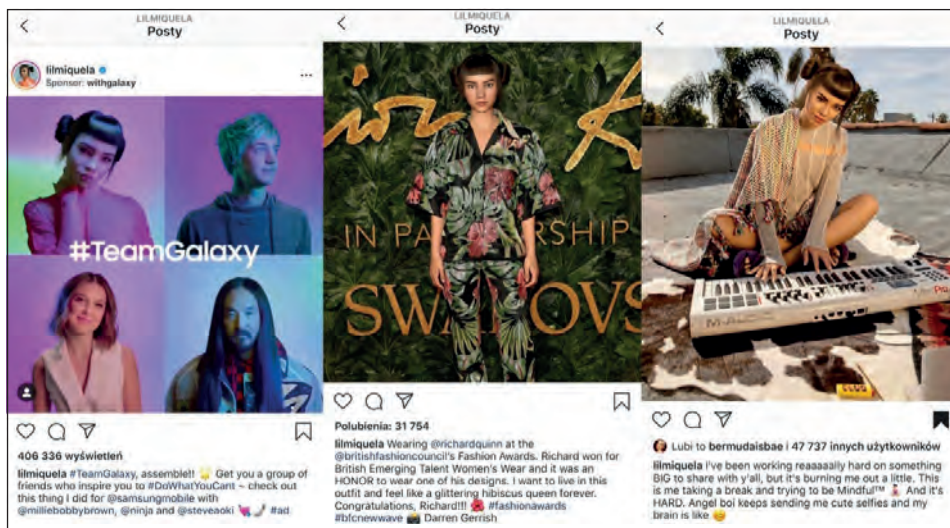 LILMIQUELA
Posty
lilmiquela
Sponsor: withgalaxy
#TeamGalaxy
406 336 wyświetleń
lilmiquela #TeamGalaxy, assemble!! Get you a group of
friends who inspire you to #DoWhatYouCant ~ check out
this thing I did for @samsungmobile with
@milliebobbybrown, @ninja and @steveaoki #ad
LILMIQUELA
Posty
ior K
IN PA ERSHIP
SWAROVS
Polubienia: 31 754
lilmiquela Wearing @richardquinn at the
@britishfashioncouncil's Fashion Awards. Richard won for
British Emerging Talent Women's Wear and it was an
HONOR to wear one of his designs. I want to live in this
outfit and feel like a glittering hibiscus queen forever.
Congratulations, Richard!!! #fashionawards
#bfcnewwave Darren Gerrish
LILMIQUELA
Posty
M-AU
Pro
Lubi to bermudaisbae i 47 737 innych użytkowników
lilmiquela I've been working reaaaaally hard on something
BIG to share with y'all, but it's burning me out a little. This
is me taking a break and trying to be Mindful™ And it's
HARD. Angel boi keeps sending me cute selfies and my
brain is like